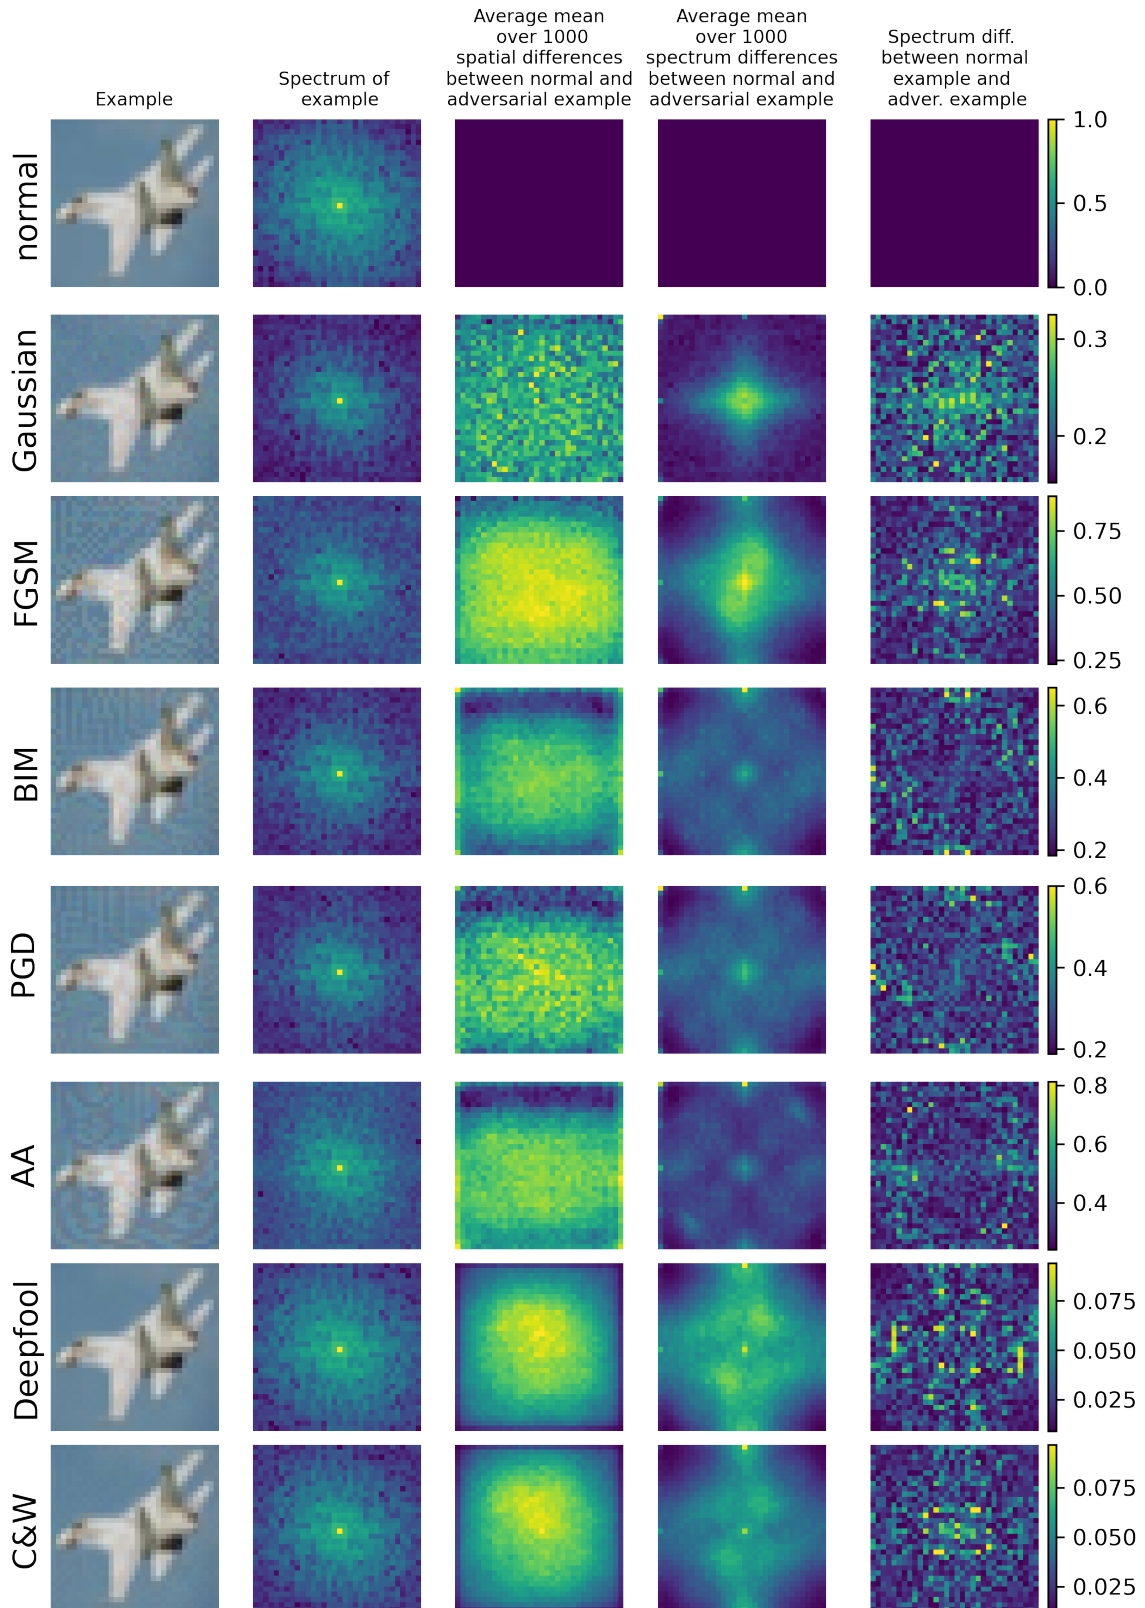 Example
Spectrum of
example
Average mean
over 1000
spatial differences
between normal and
adversarial example
Average mean
over 1000
spectrum differences
between normal and
adversarial example
Spectrum diff.
between normal
example and
adver. example
normal
1.0
0.5
0.0
Gaussian
0.3
0.2
FGSM
0.75
0.50
0.25
BIM
0.6
0.4
0.2
PGD
0.6
0.4
0.2
AA
0.8
0.6
0.4
Deepfool
0.075
0.050
0.025
C&W
0.075
0.050
0.025